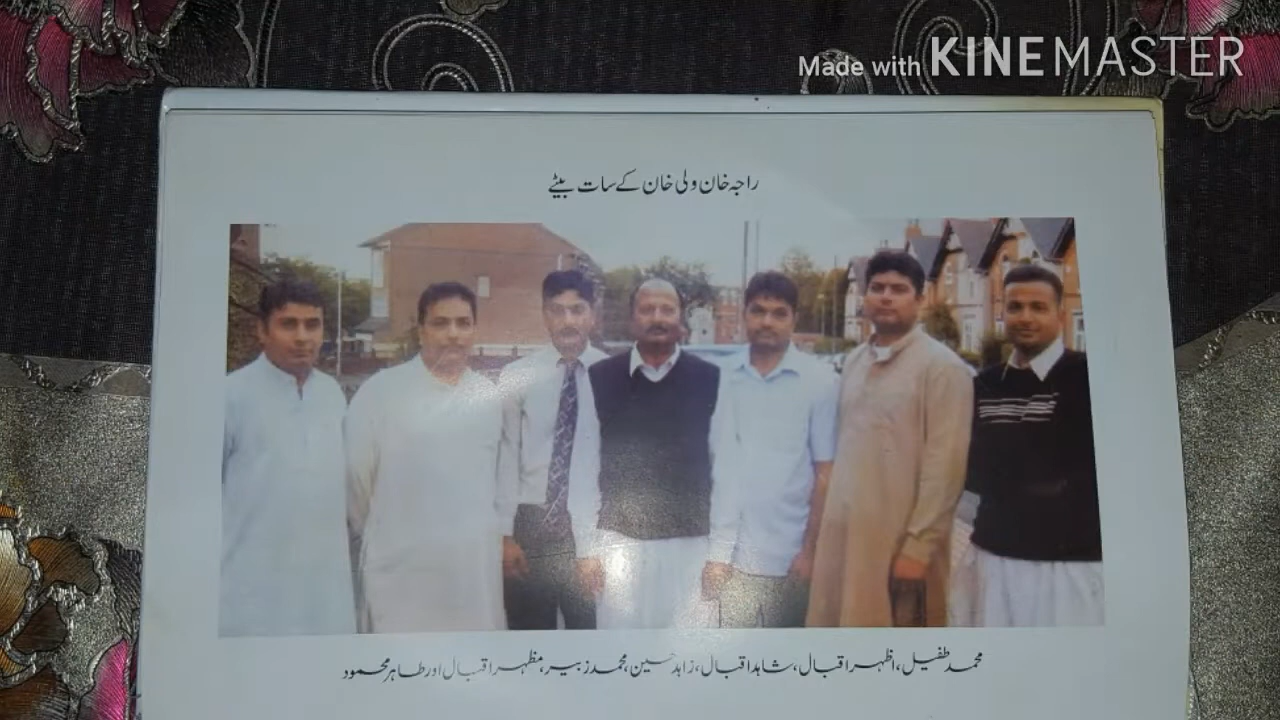 Made with KINEMASTER
راجہ خان ولی خان کے سات بیٹے
محمد طفیل، اظہر اقبال، شاہد اقبال، زاہد حسین، محمد زبیر، مظہر اقبال اور طاہر محمود